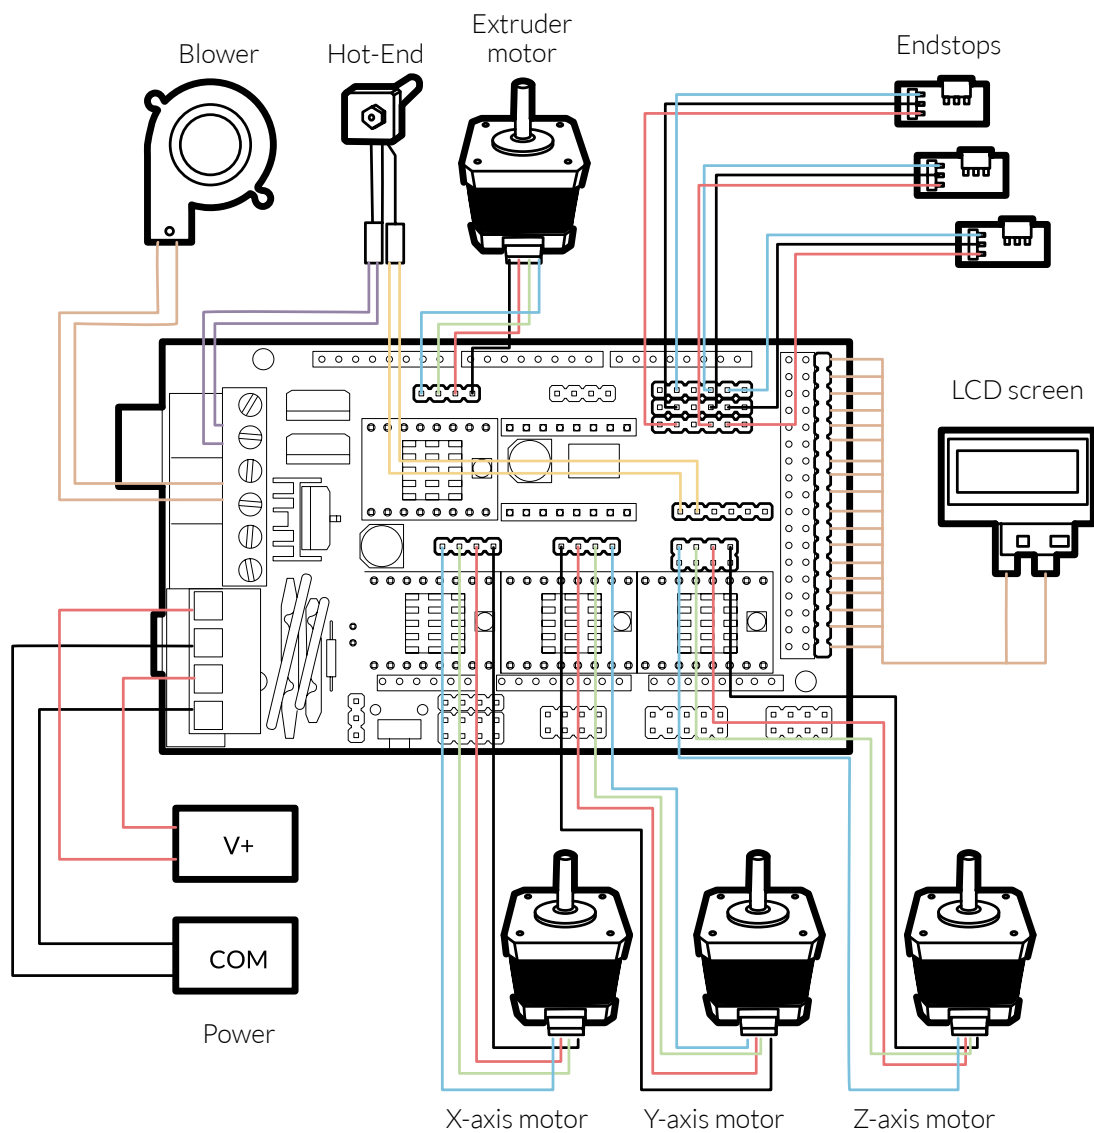 Extruder
motor
Blower
Hot-End
Endstops
LCD screen
V+
COM
Power
X-axis motor
Y-axis motor
Z-axis motor